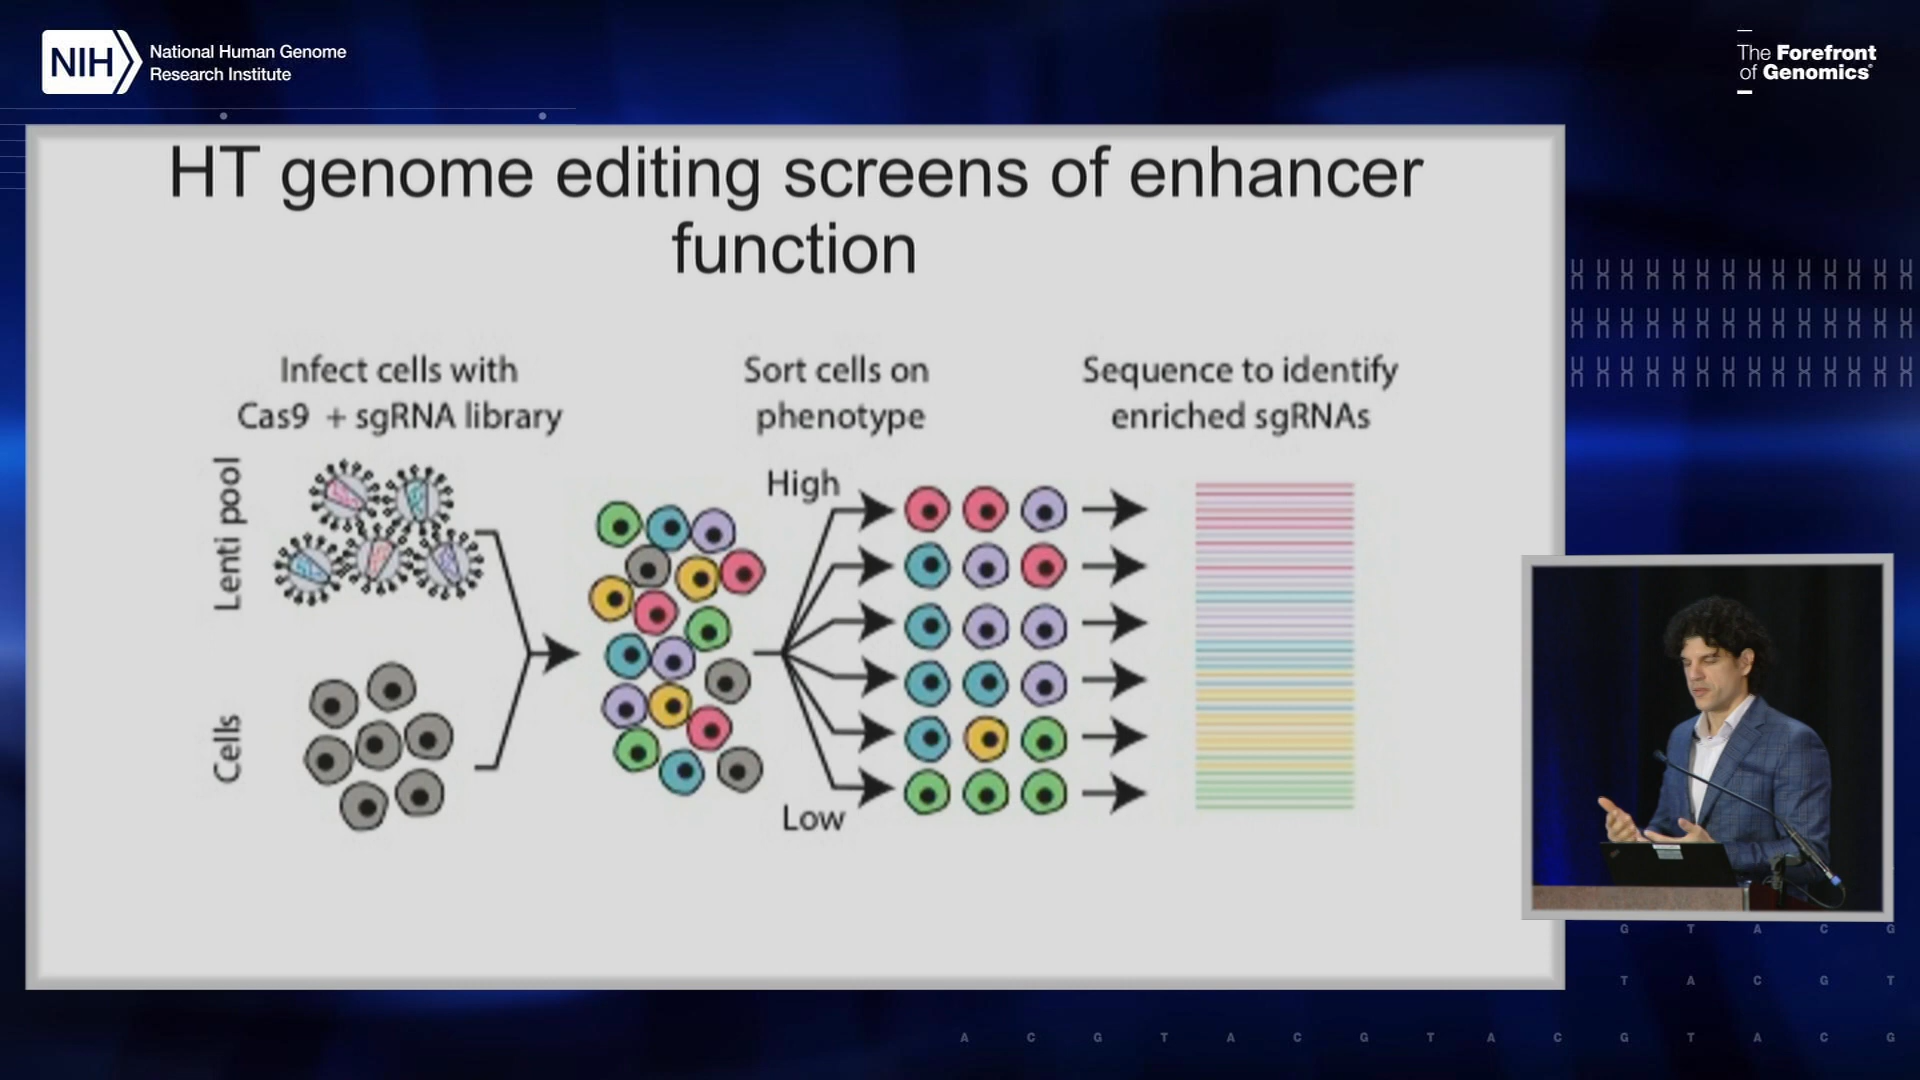 NIH
National Human Genome
Research Institute
The Forefront
of Genomics®
HT genome editing screens of enhancer
function
Infect cells with
Cas9 + sgRNA library
Sort cells on
phenotype
Sequence to identify
enriched sgRNAs
Lenti pool
Cells
High
Low
G T A C G
T A C G T
A C G T A C G T A C G T A C G